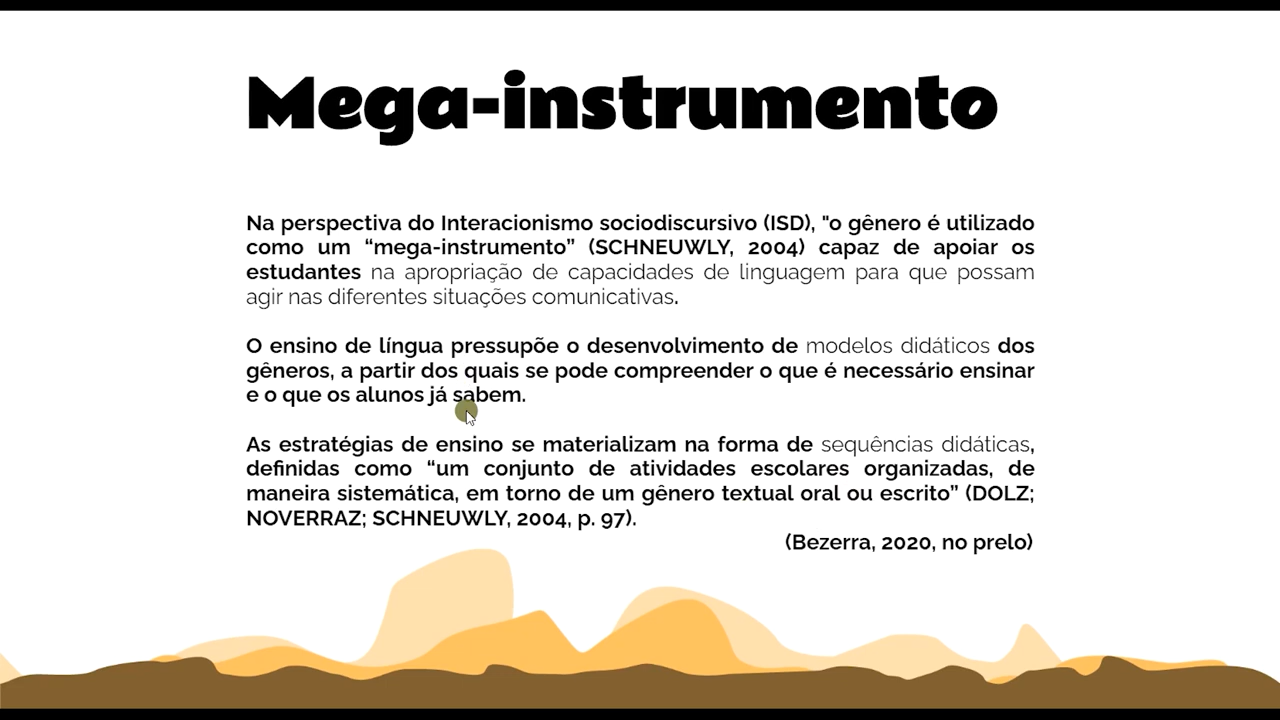 Mega-instrumento
Na perspectiva do Interacionismo sociodiscursivo (ISD), "o gênero é utilizado
como um “mega-instrumento” (SCHNEUWLY, 2004) capaz de apoiar os
estudantes na apropriação de capacidades de linguagem para que possam
agir nas diferentes situações comunicativas.
O ensino de língua pressupõe o desenvolvimento de modelos didáticos dos
gêneros, a partir dos quais se pode compreender o que é necessário ensinar
e o que os alunos já sabem.
As estratégias de ensino se materializam na forma de sequências didáticas,
definidas como “um conjunto de atividades escolares organizadas, de
maneira sistemática, em torno de um gênero textual oral ou escrito” (DOLZ;
NOVERRAZ; SCHNEUWLY, 2004, p. 97).
(Bezerra, 2020, no prelo)